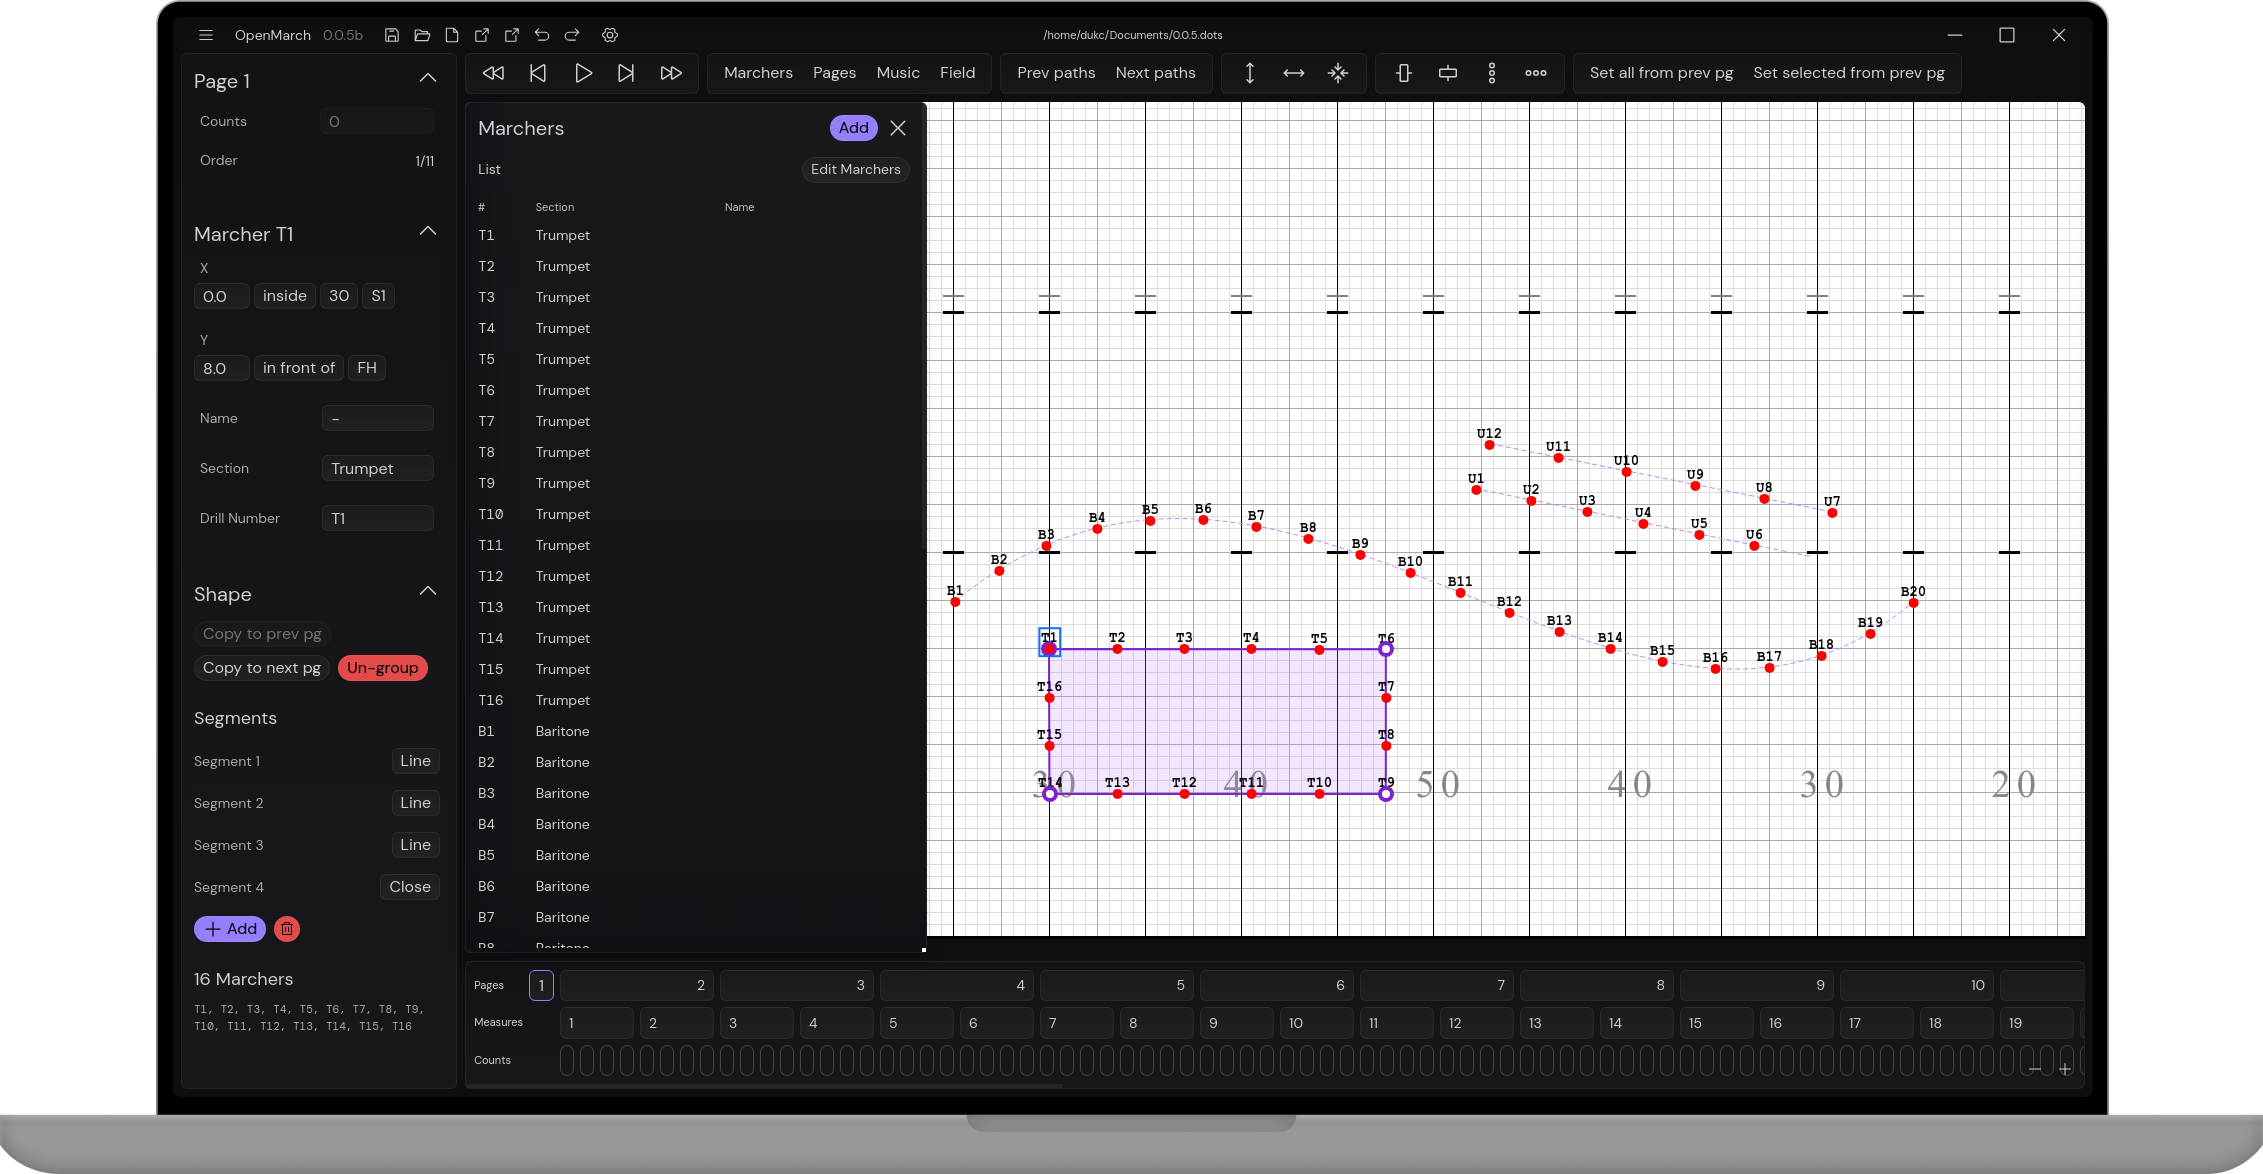 OpenMarch 0.0.5b
/home/dukc/Documents/0.0.5.dots
Marchers Pages Music Field
Prev paths Next paths
Set all from prev pg Set selected from prev pg
Page 1
Counts 0
Order 1/11
Marcher T1
X
0.0 inside 30 S1
Y
8.0 in front of FH
Name -
Section Trumpet
Drill Number T1
Shape
Copy to prev pg
Copy to next pg Un-group
Segments
Segment 1 Line
Segment 2 Line
Segment 3 Line
Segment 4 Close
Add
16 Marchers
T1, T2, T3, T4, T5, T6, T7, T8, T9,
T10, T11, T12, T13, T14, T15, T16
Marchers Add
List Edit Marchers
# Section Name
T1 Trumpet
T2 Trumpet
T3 Trumpet
T4 Trumpet
T5 Trumpet
T6 Trumpet
T7 Trumpet
T8 Trumpet
T9 Trumpet
T10 Trumpet
T11 Trumpet
T12 Trumpet
T13 Trumpet
T14 Trumpet
T15 Trumpet
T16 Trumpet
B1 Baritone
B2 Baritone
B3 Baritone
B4 Baritone
B5 Baritone
B6 Baritone
B7 Baritone
B8 Baritone
U12 U11 U10 U9 U8 U7
U1 U2 U3 U4 U5 U6
B1 B2 B3 B4 B5 B6 B7 B8 B9 B10 B11 B12 B13 B14 B15 B16 B17 B18 B19 B20
T1 T2 T3 T4 T5 T6
T16 T7
T15 T8
T14 T13 T12 T11 T10 T9
30 40 50 40 30 20
Pages 1 2 3 4 5 6 7 8 9 10
Measures 1 2 3 4 5 6 7 8 9 10 11 12 13 14 15 16 17 18 19
Counts